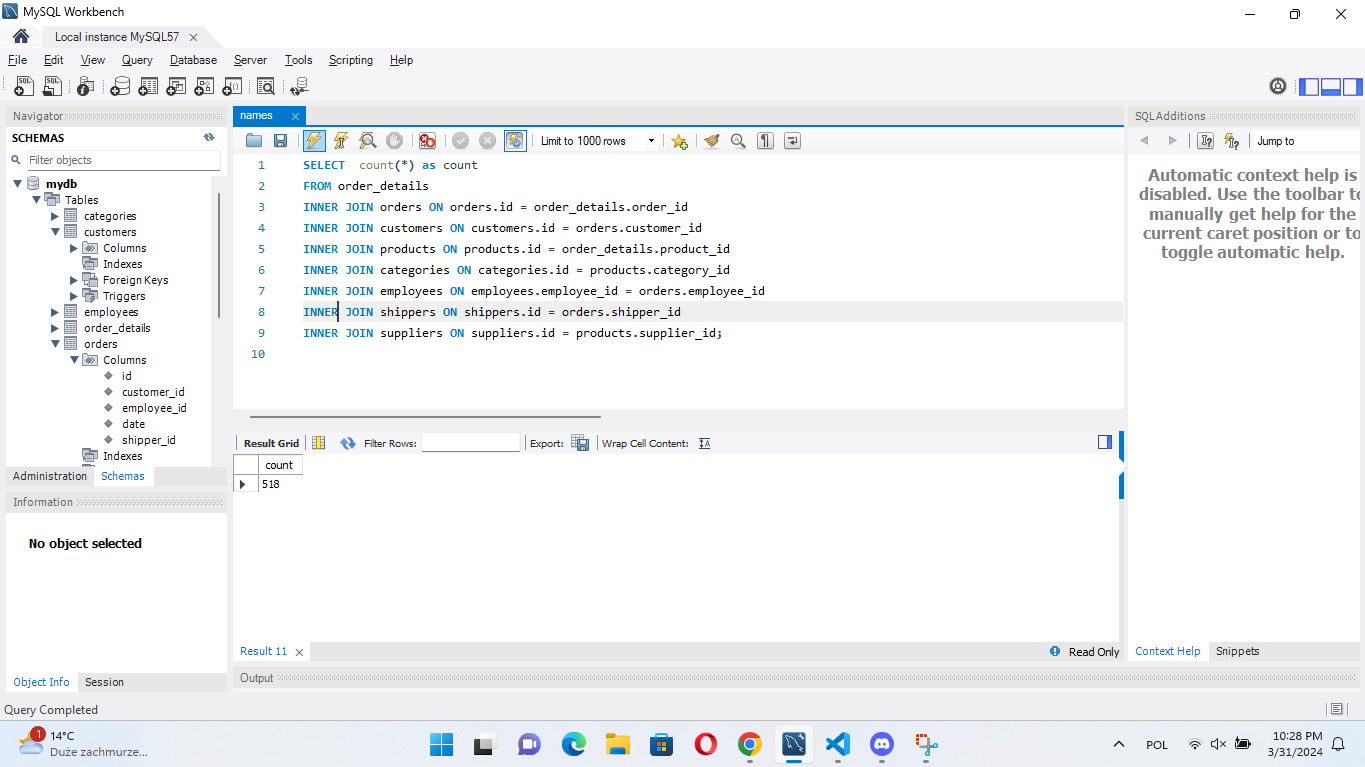 MySQL Workbench
Local instance MySQL57
File Edit View Query Database Server Tools Scripting Help
Navigator
SCHEMAS
Filter objects
mydb
Tables
categories
customers
Columns
Indexes
Foreign Keys
Triggers
employees
order_details
orders
Columns
id
customer_id
employee_id
date
shipper_id
Indexes
Administration Schemas
Information
No object selected
Object Info Session
names
Limit to 1000 rows
1 SELECT count(*) as count
2 FROM order_details
3 INNER JOIN orders ON orders.id = order_details.order_id
4 INNER JOIN customers ON customers.id = orders.customer_id
5 INNER JOIN products ON products.id = order_details.product_id
6 INNER JOIN categories ON categories.id = products.category_id
7 INNER JOIN employees ON employees.employee_id = orders.employee_id
8 INNER JOIN shippers ON shippers.id = orders.shipper_id
9 INNER JOIN suppliers ON suppliers.id = products.supplier_id;
10
Result Grid Filter Rows: Export: Wrap Cell Content:
count
518
Result 11
Read Only
Output
SQLAdditions
Jump to
Automatic context help is
disabled. Use the toolbar to
manually get help for the
current caret position or to
toggle automatic help.
Context Help Snippets
Query Completed
1
14°C
Duże zachmurze...
POL
10:28 PM
3/31/2024